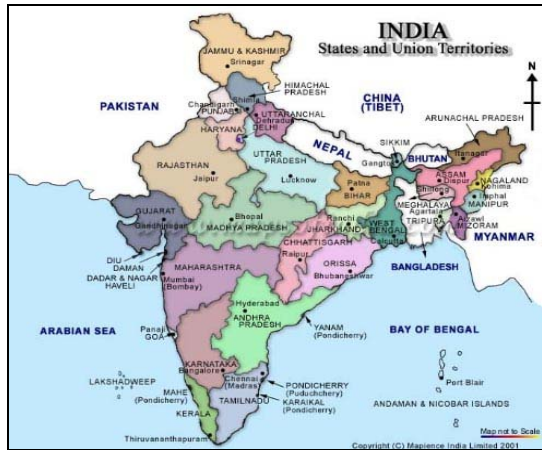 INDIA
States and Union Territories
N
JAMMU & KASHMIR
Srinagar
HIMACHAL
PRADESH
Shimla
Chandigarh
PUNJAB
PAKISTAN
CHINA
(TIBET)
UTTARANCHAL
Dehradun
HARYANA
DELHI
ARUNACHAL PRADESH
SIKKIM
NEPAL
BHUTAN
Itanagar
Gangtok
RAJASTHAN
Jaipur
UTTAR
PRADESH
Lucknow
ASSAM
Dispur
NAGALAND
Kohima
Patna
BIHAR
Shillong
MEGHALAYA
Imphal
MANIPUR
Agartala
TRIPURA
Aizawl
MIZORAM
GUJARAT
Gandhinagar
Bhopal
MADHYA PRADESH
Ranchi
JHARKHAND
WEST
BENGAL
Calcutta
MYANMAR
CHHATTISGARH
Raipur
DIU
DAMAN
DADAR & NAGAR
HAVELI
BANGLADESH
ORISSA
Bhubaneshwar
MAHARASHTRA
Mumbai
(Bombay)
Hyderabad
ANDHRA
PRADESH
ARABIAN SEA
Panaji
GOA
YANAM
(Pondicherry)
BAY OF BENGAL
KARNATAKA
Bangalore
Chennai
(Madras)
LAKSHADWEEP
MAHE
(Pondicherry)
PONDICHERRY
(Puduchchery)
KARAIKAL
(Pondicherry)
Port Blair
KERALA
TAMILNADU
ANDAMAN & NICOBAR ISLANDS
Thiruvananthapuram
Map not to Scale
Copyright (C) Mapience India Limited 2001